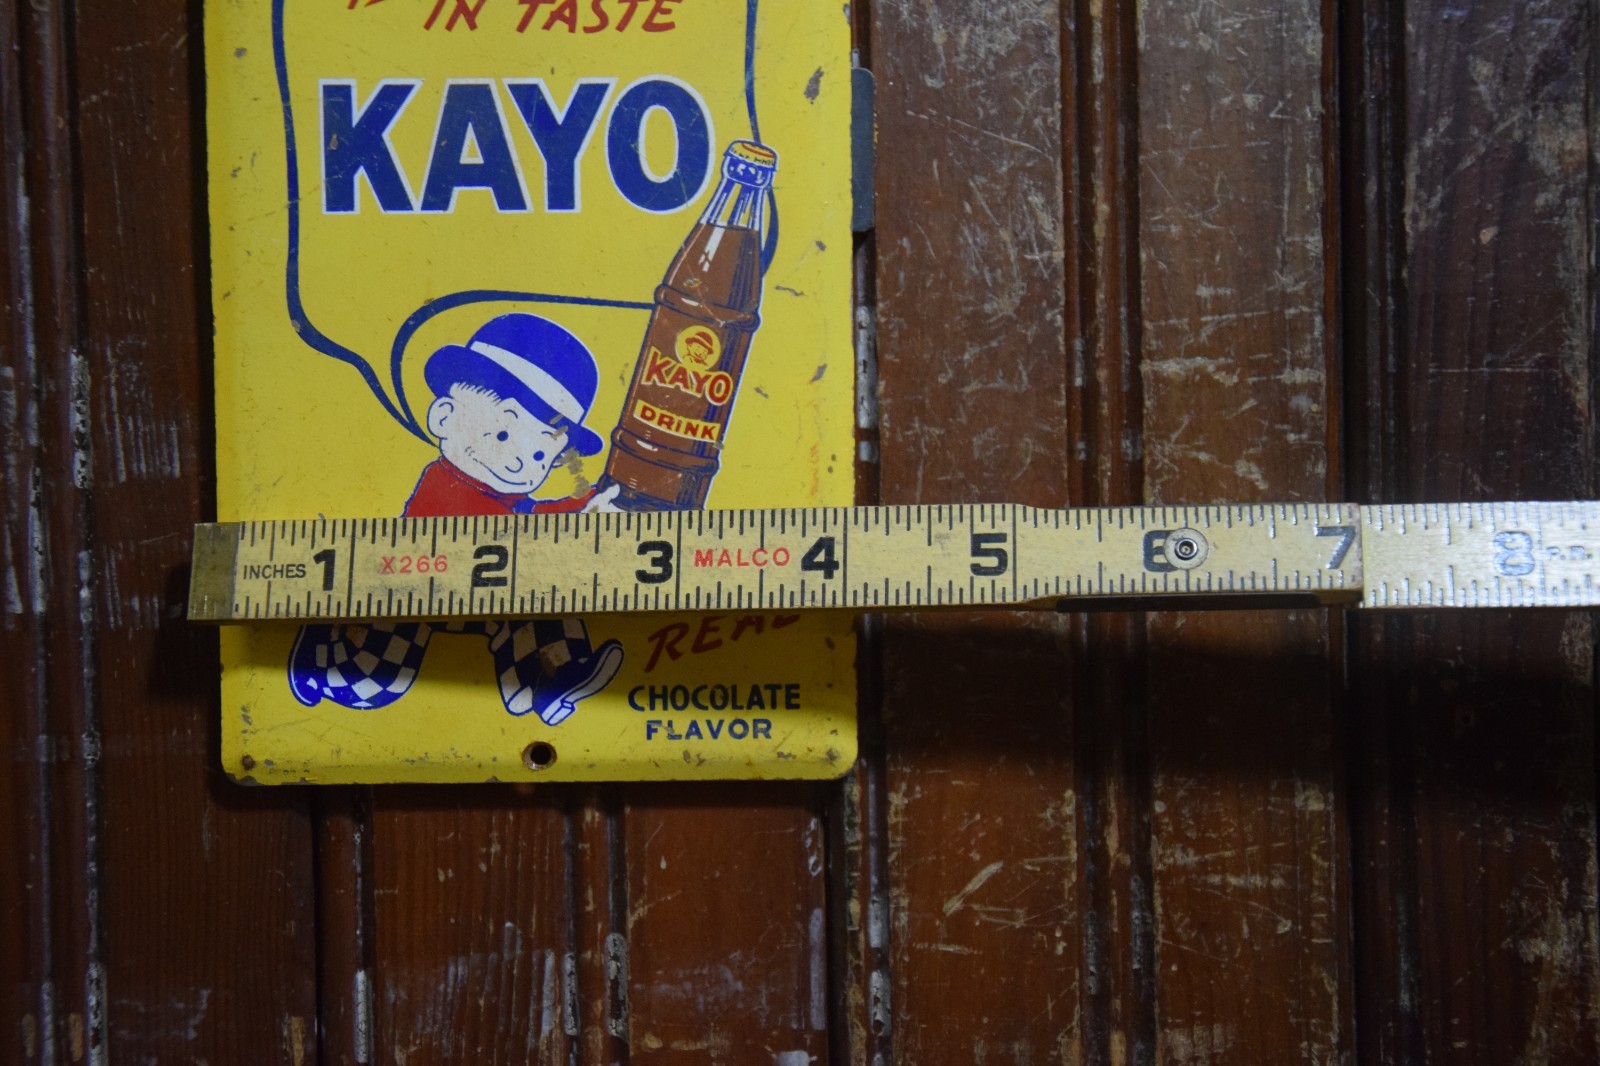 IN TASTE
KAYO
KAYO
DRINK
INCHES 1 X266 2 3 MALCO 4 5 6 7 8
REAL
CHOCOLATE
FLAVOR